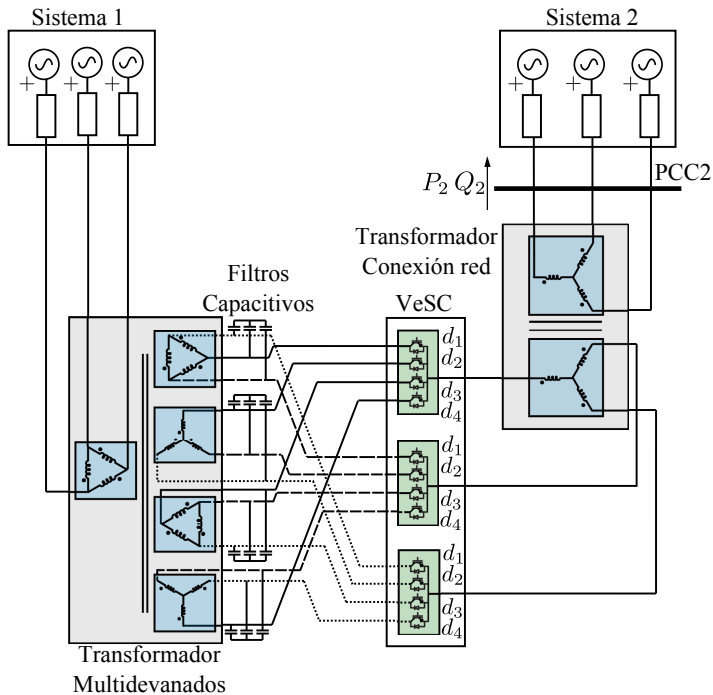 Sistema 1
Sistema 2
+
+
+
+
+
+
P₂ Q₂
PCC2
Transformador
Conexión red
Filtros
Capacitivos
VeSC
d₁
d₂
d₃
d₄
d₁
d₂
d₃
d₄
d₁
d₂
d₃
d₄
Transformador
Multidevanados